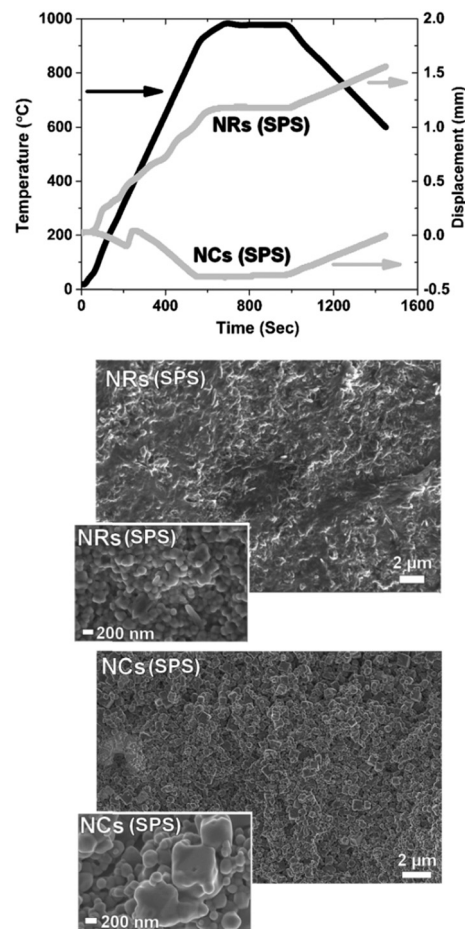 1000
800
600
400
200
0
Temperature (°C)
2.0
1.5
1.0
0.5
0.0
-0.5
Displacement (mm)
NRs (SPS)
NCs (SPS)
0 400 800 1200 1600
Time (Sec)
NRs (SPS)
2 µm
NRs (SPS)
200 nm
NCs (SPS)
2 µm
NCs (SPS)
200 nm